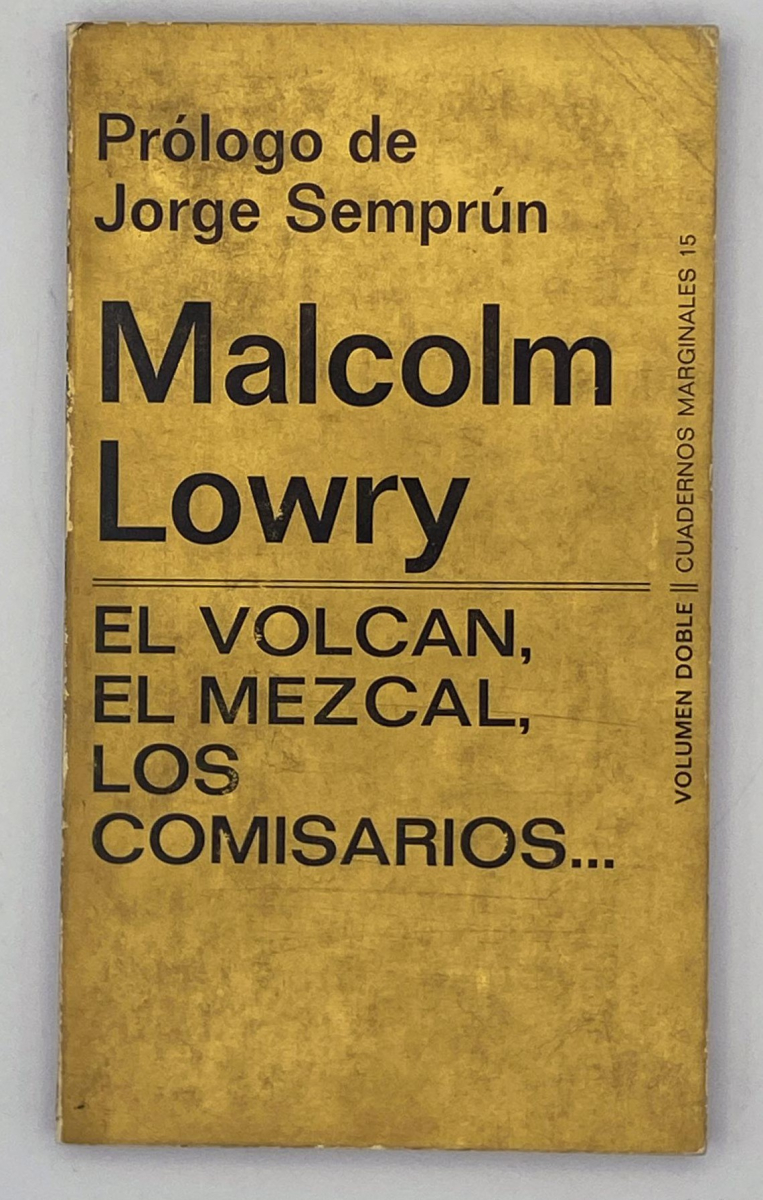 Prólogo de
Jorge Semprún
Malcolm
Lowry
EL VOLCAN,
EL MEZCAL,
LOS
COMISARIOS...
VOLUMEN DOBLE || CUADERNOS MARGINALES 15